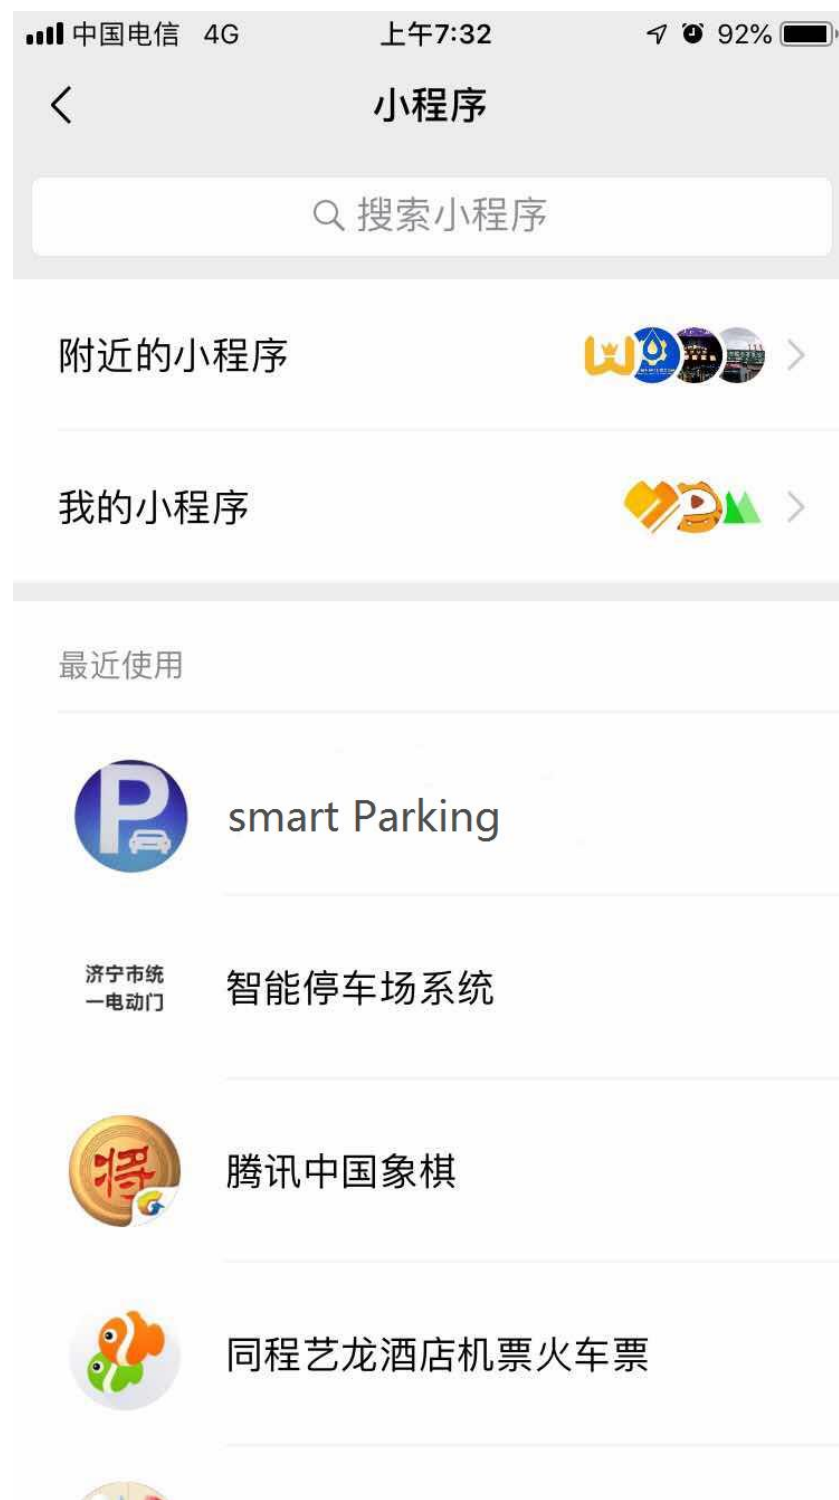 中国电信 4G 上午7:32 92%
小程序
搜索小程序
附近的小程序
我的小程序
最近使用
P
smart Parking
济宁市统
一电动门
智能停车场系统
将
腾讯中国象棋
同程艺龙酒店机票火车票